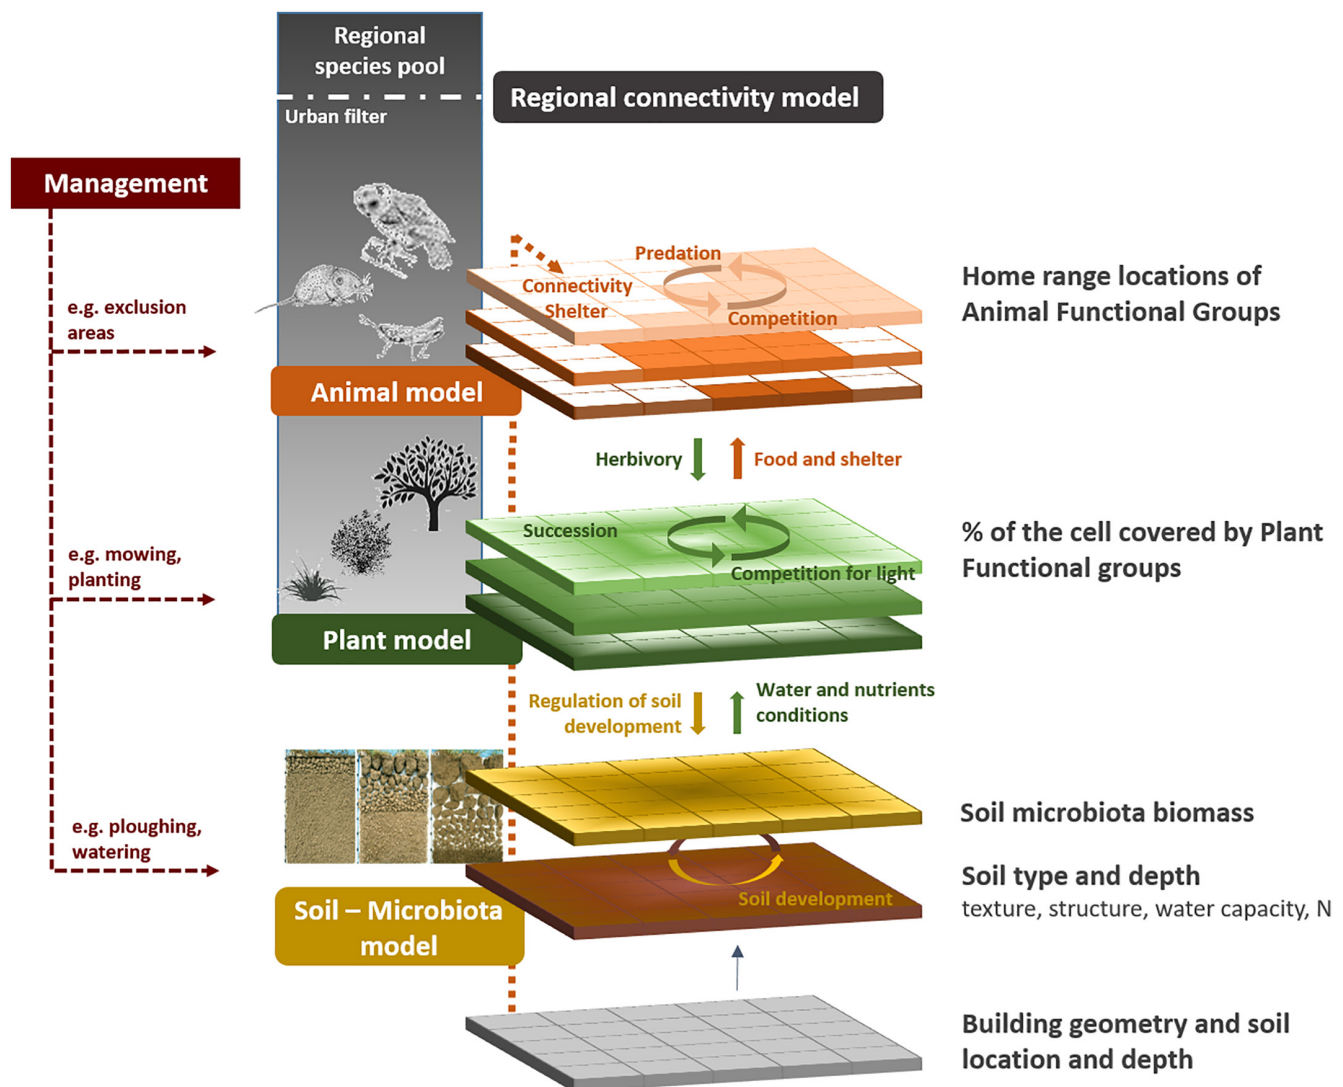 Regional
species pool
Urban filter
Regional connectivity model
Management
e.g. exclusion
areas
Animal model
Predation
Connectivity
Shelter
Competition
Home range locations of
Animal Functional Groups
Herbivory
Food and shelter
e.g. mowing,
planting
Plant model
Succession
Competition for light
% of the cell covered by Plant
Functional groups
Regulation of soil
development
Water and nutrients
conditions
e.g. ploughing,
watering
Soil – Microbiota
model
Soil microbiota biomass
Soil development
Soil type and depth
texture, structure, water capacity, N
Building geometry and soil
location and depth